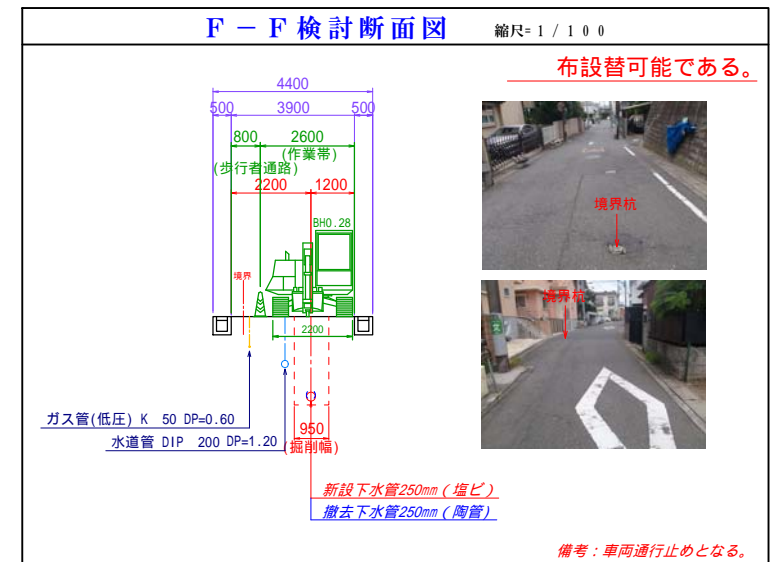 F－F検討断面図 縮尺=1/100
布設替可能である。
4400
500 3900 500
800 2600
(作業帯)
(歩行者通路)
2200 1200
BH0.28
境界
2200
ガス管(低圧) K 50 DP=0.60
水道管 DIP 200 DP=1.20
950
(掘削幅)
新設下水管250mm(塩ビ)
撤去下水管250mm(陶管)
境界杭
境界杭
文
備考：車両通行止めとなる。